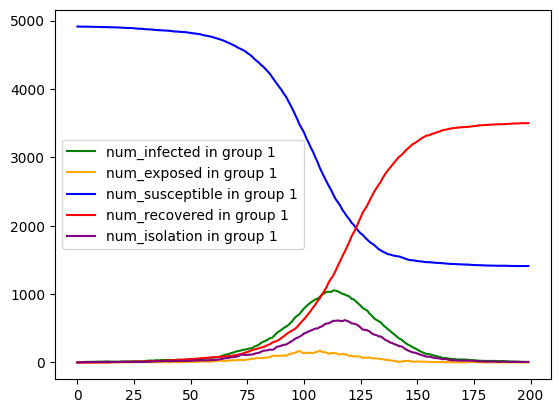 5000
4000
3000
2000
1000
0
num_infected in group 1
num_exposed in group 1
num_susceptible in group 1
num_recovered in group 1
num_isolation in group 1
0 25 50 75 100 125 150 175 200